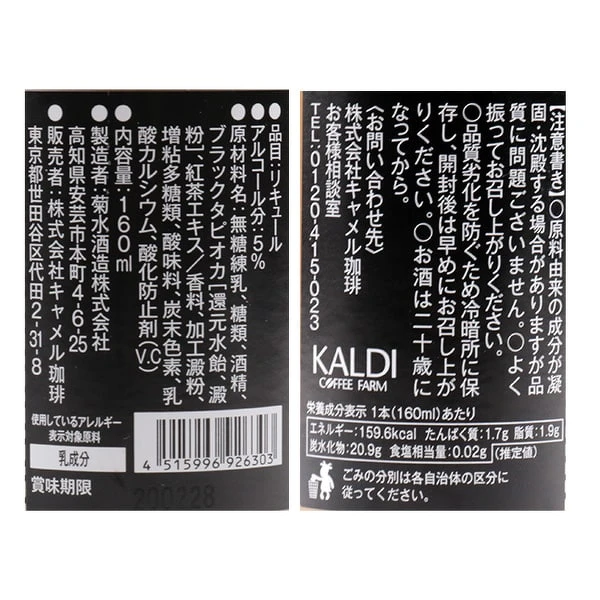 ●品目：リキュール
●アルコール分：5%
●原材料名：無糖練乳、糖類、酒精、
ブラックタピオカ[還元水飴、澱
粉]、紅茶エキス／香料、加工澱粉、
増粘多糖類、酸味料、炭末色素、乳
酸カルシウム、酸化防止剤(V.C)
●内容量：160ml
●製造者：菊水酒造株式会社
高知県安芸市本町4-6-25
●販売者：株式会社キャメル珈琲
東京都世田谷区代田2-31-8
使用しているアレルギー
表示対象原料
乳成分
賞味期限
4 515996 926303
200228
【注意書き】○原料由来の成分が凝
固・沈殿する場合がありますが品
質に問題ございません。○よく
振ってお召し上がりください。
○品質劣化を防ぐため冷暗所に保
存し、開封後は早めにお召し上が
りください。○お酒は二十歳に
なってから。
〈お問い合わせ先〉
株式会社キャメル珈琲
お客様相談室
TEL:0120-415-023
KALDI
COFFEE FARM
栄養成分表示 1本(160ml)あたり
エネルギー：159.6kcal たんぱく質：1.7g 脂質：1.9g
炭水化物：20.9g 食塩相当量：0.02g (推定値)
ごみの分別は各自治体の区分に
従ってください。